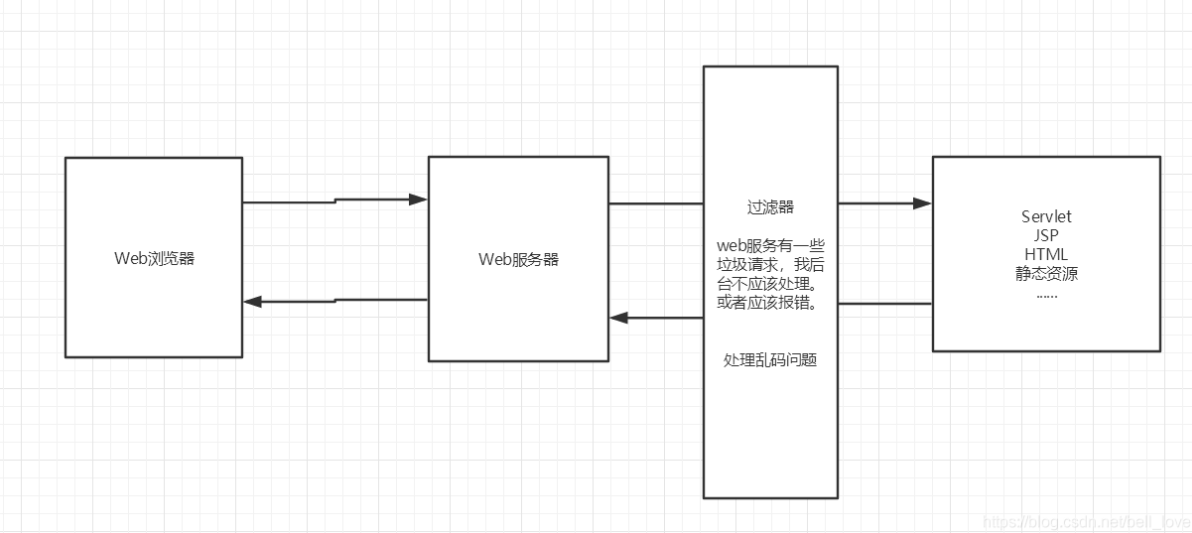 Web浏览器
Web服务器
过滤器
web服务有一些
垃圾请求，我后
台不应该处理。
或者应该报错。
处理乱码问题
Servlet
JSP
HTML
静态资源
......
https://blog.csdn.net/bell_love